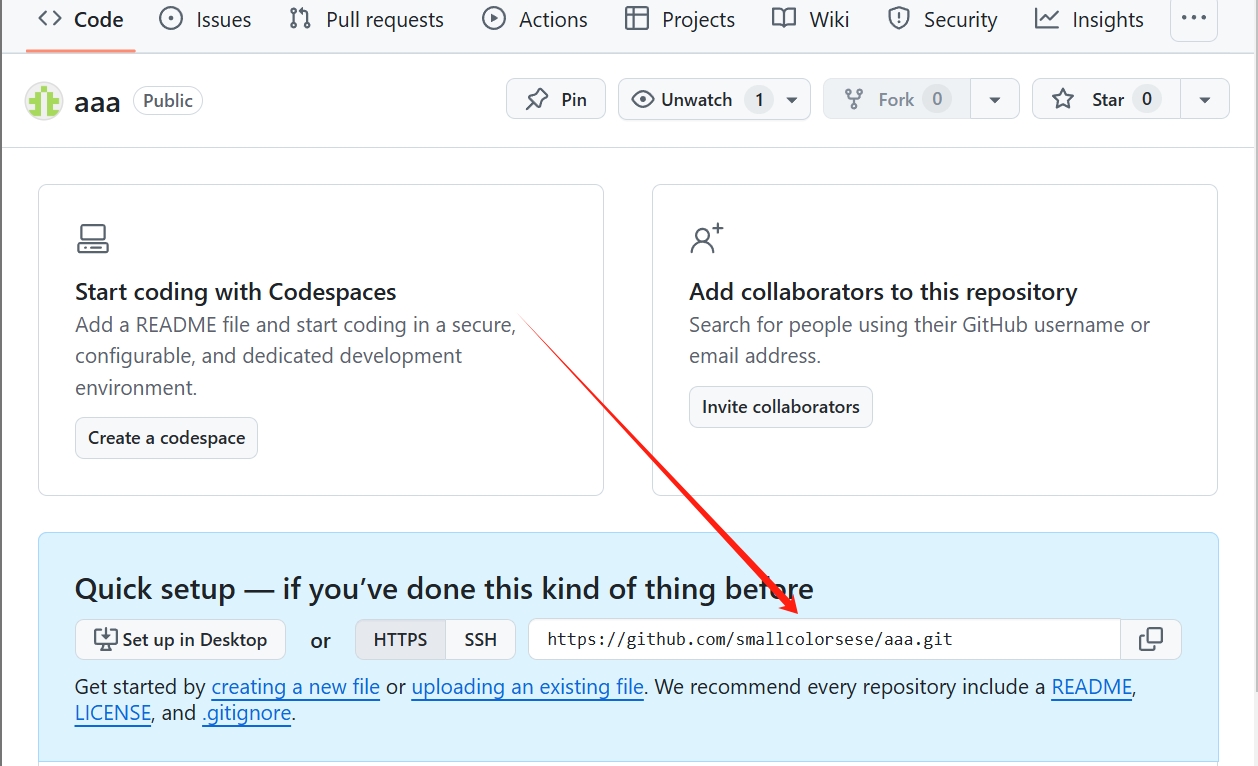 Code Issues Pull requests Actions Projects Wiki Security Insights
aaa Public Pin Unwatch 1 Fork 0 Star 0
Start coding with Codespaces
Add a README file and start coding in a secure,
configurable, and dedicated development
environment.
Create a codespace
Add collaborators to this repository
Search for people using their GitHub username or
email address.
Invite collaborators
Quick setup — if you’ve done this kind of thing before
Set up in Desktop or HTTPS SSH https://github.com/smallcolorsese/aaa.git
Get started by creating a new file or uploading an existing file. We recommend every repository include a README,
LICENSE, and .gitignore.